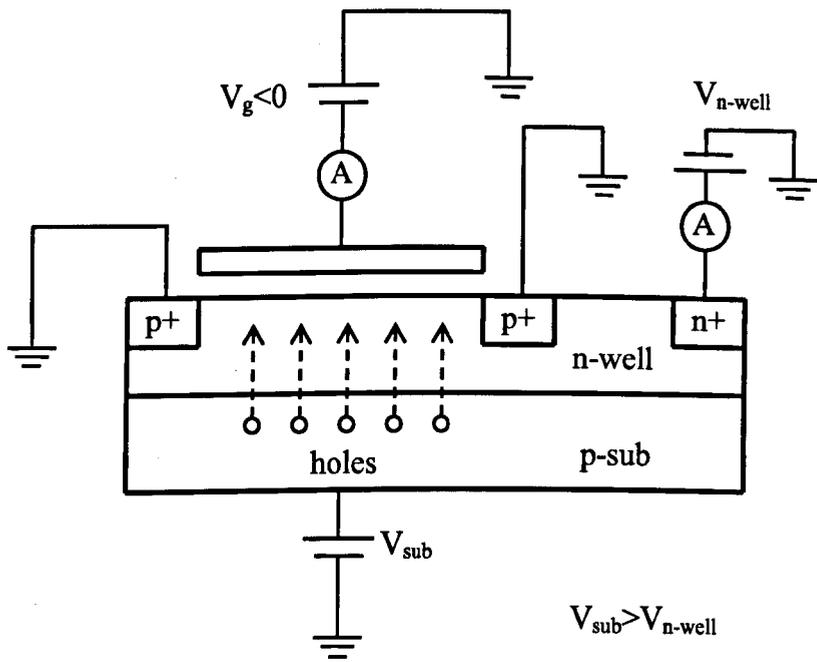 V_g<0
V_n-well
A
A
p+
p+
n+
n-well
holes
p-sub
V_sub
V_sub>V_n-well